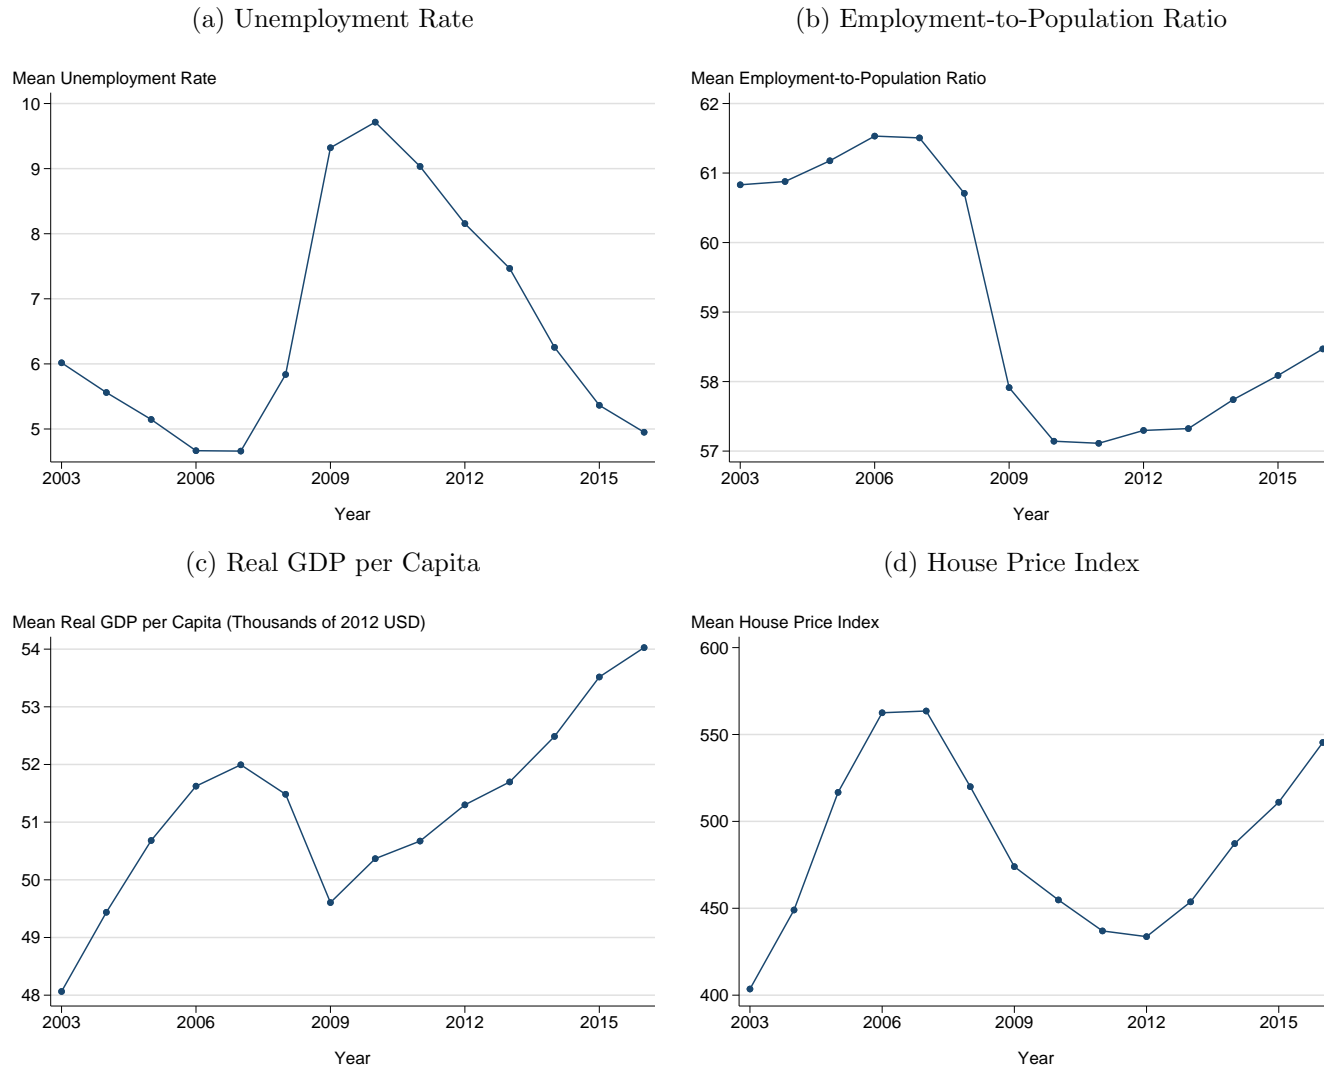 (a) Unemployment Rate
Mean Unemployment Rate
10
9
8
7
6
5
2003 2006 2009 2012 2015
Year
(b) Employment-to-Population Ratio
Mean Employment-to-Population Ratio
62
61
60
59
58
57
2003 2006 2009 2012 2015
Year
(c) Real GDP per Capita
Mean Real GDP per Capita (Thousands of 2012 USD)
54
53
52
51
50
49
48
2003 2006 2009 2012 2015
Year
(d) House Price Index
Mean House Price Index
600
550
500
450
400
2003 2006 2009 2012 2015
Year